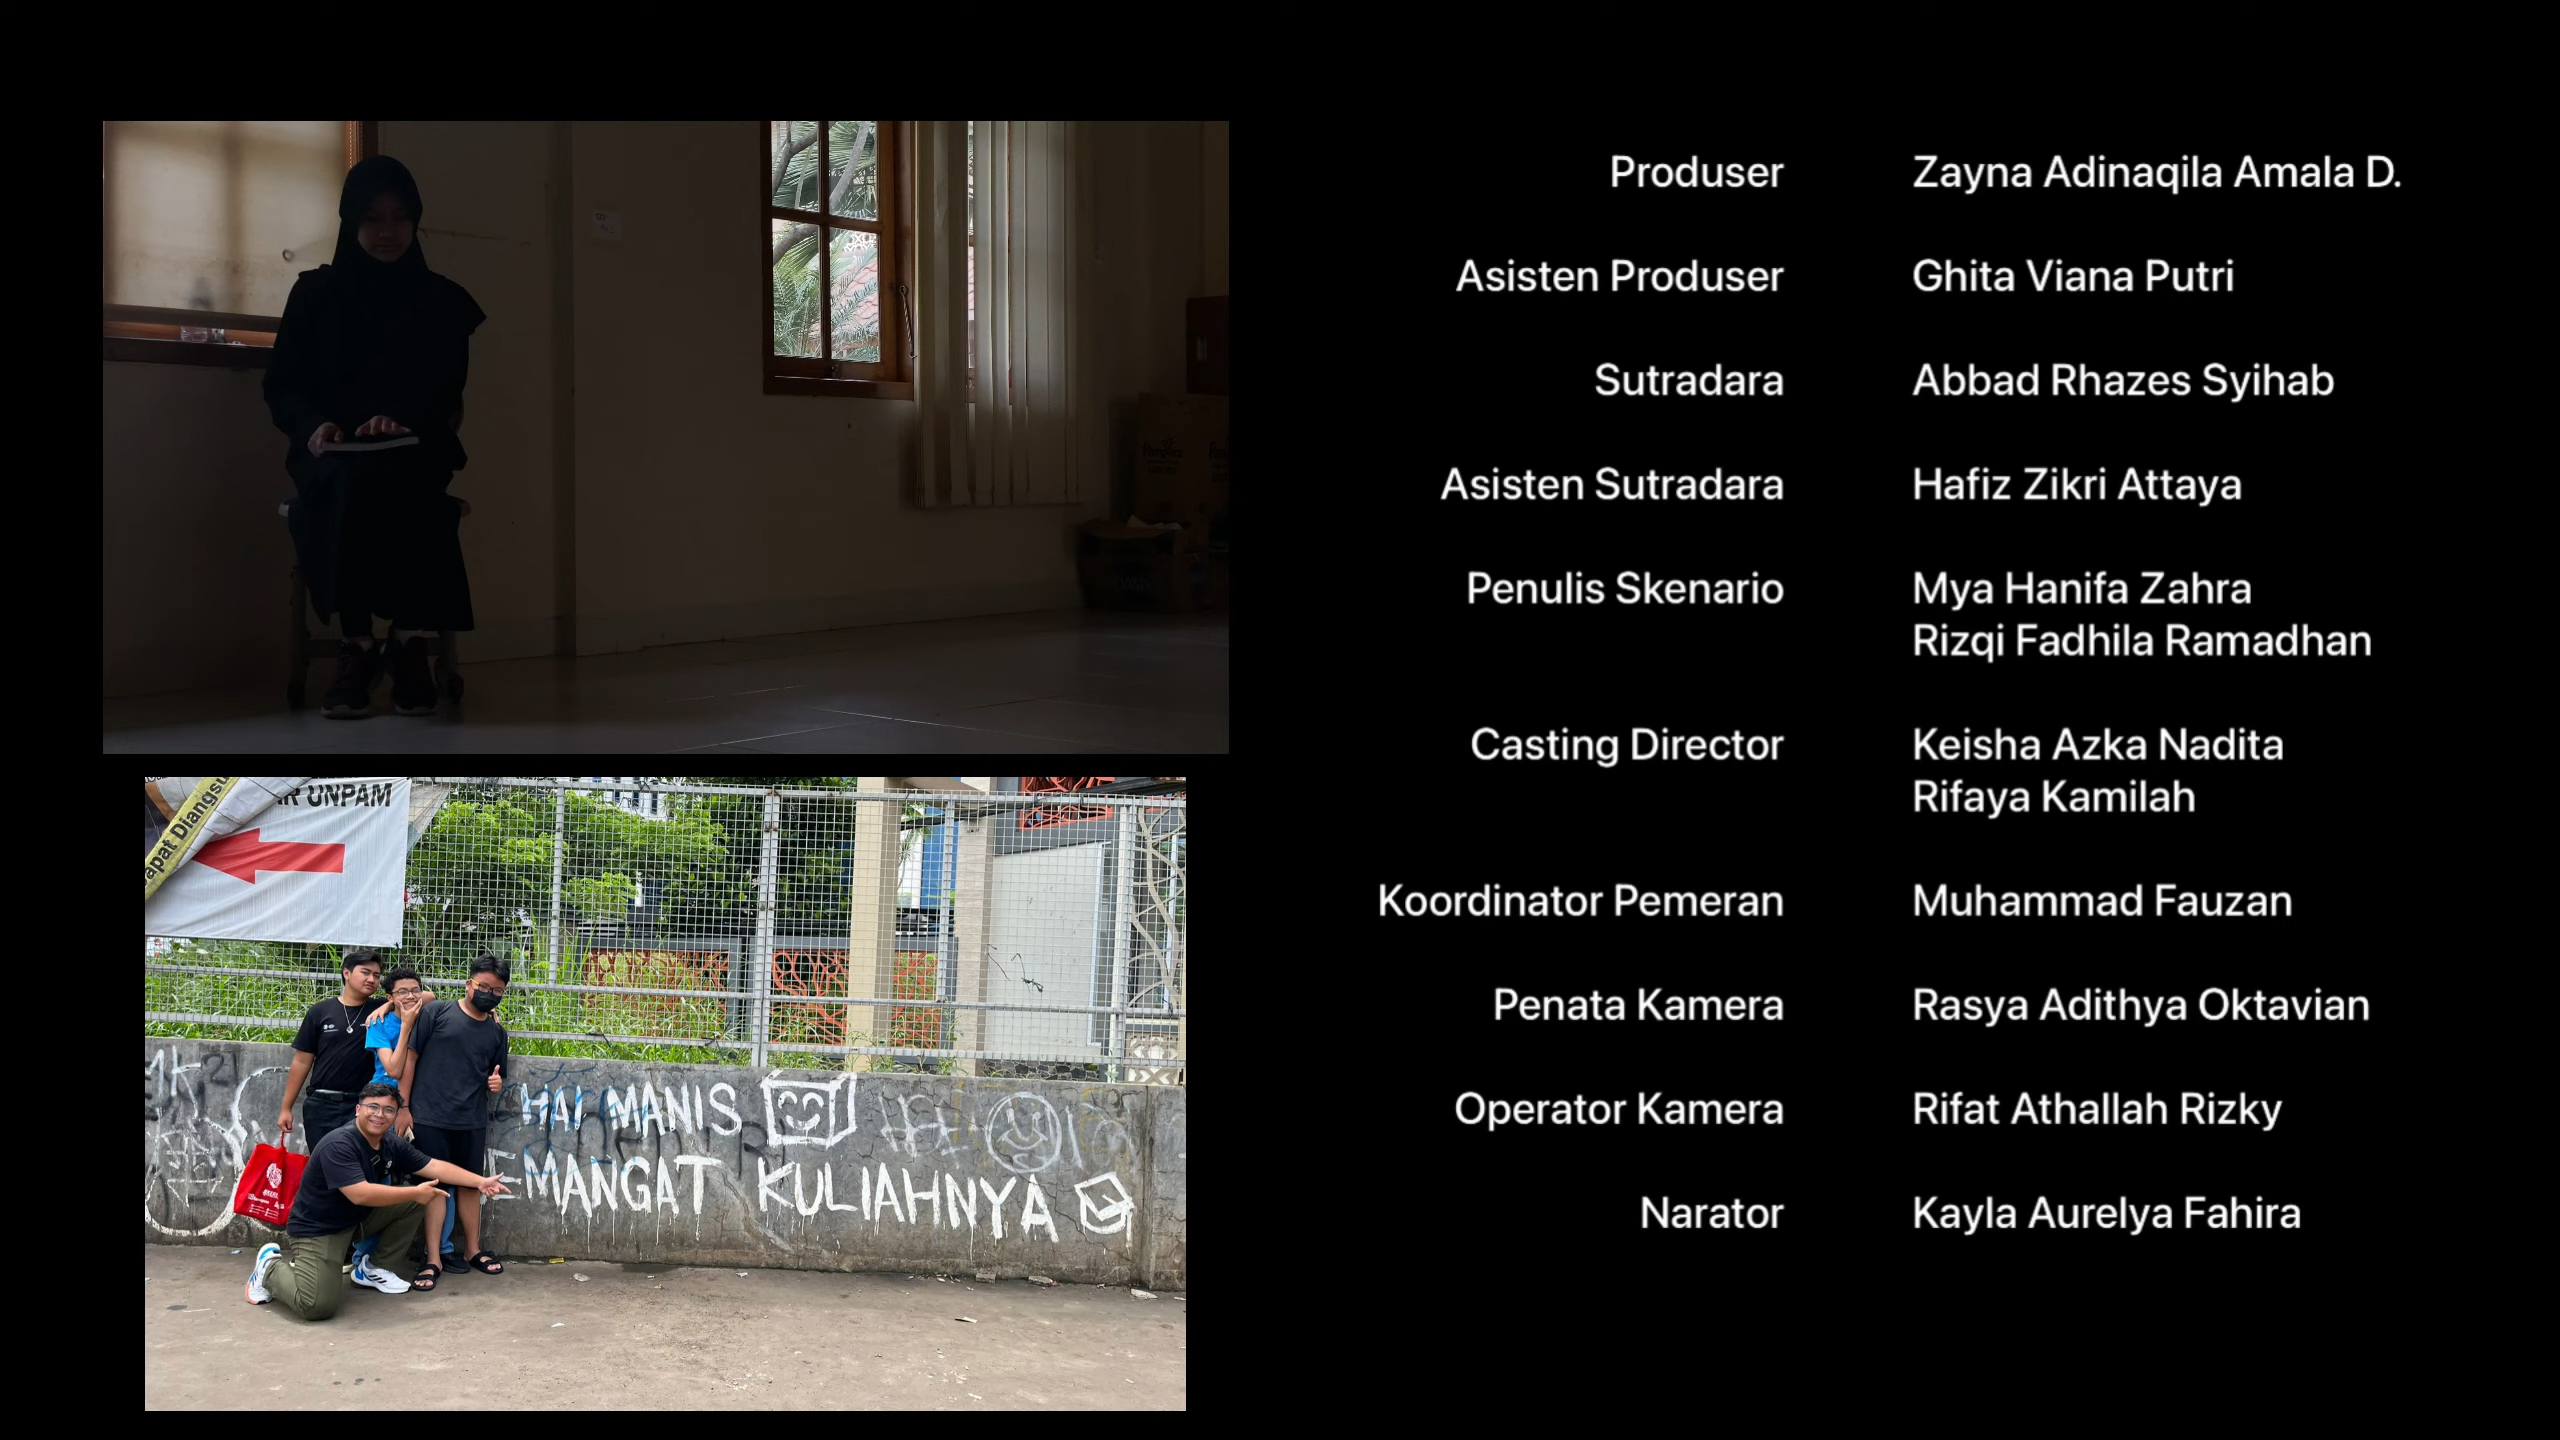 Produser Zayna Adinaqila Amala D.
Asisten Produser Ghita Viana Putri
Sutradara Abbad Rhazes Syihab
Asisten Sutradara Hafiz Zikri Attaya
Penulis Skenario Mya Hanifa Zahra
Rizqi Fadhila Ramadhan
Casting Director Keisha Azka Nadita
Rifaya Kamilah
Koordinator Pemeran Muhammad Fauzan
Penata Kamera Rasya Adithya Oktavian
Operator Kamera Rifat Athallah Rizky
Narator Kayla Aurelya Fahira
UNPAM
HAI MANIS
EMANGAT KULIAHNYA